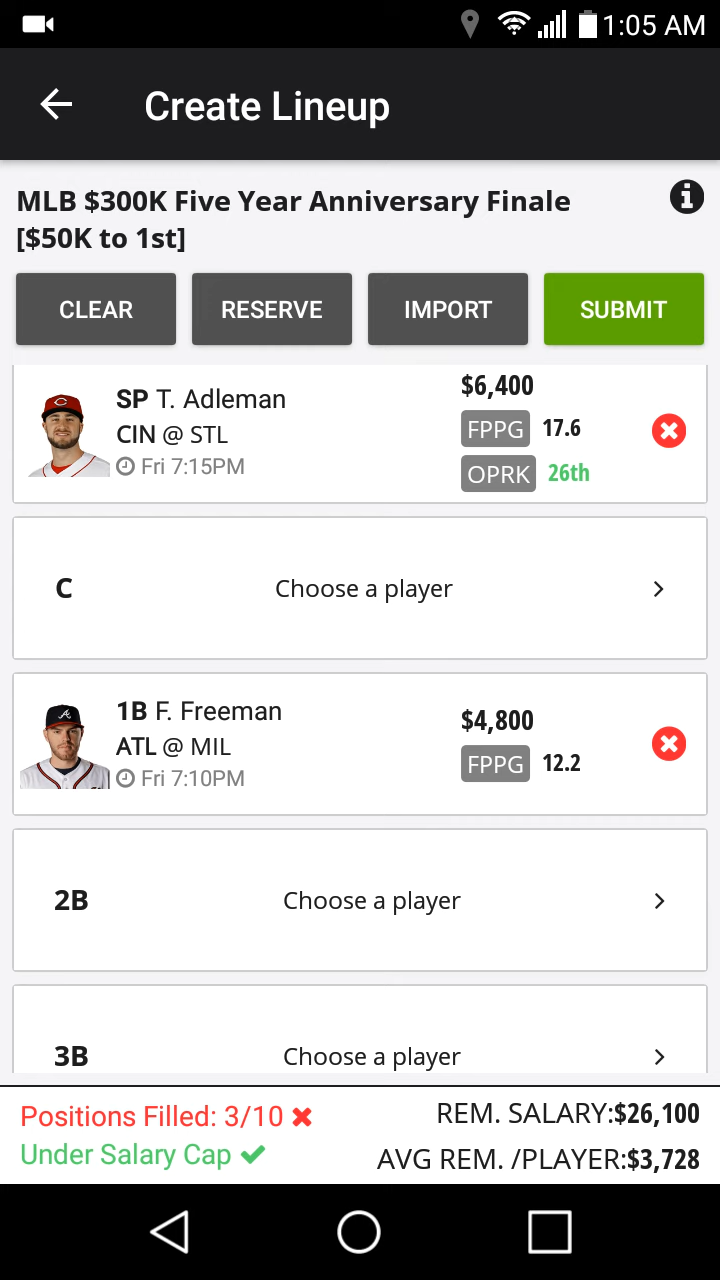 1:05 AM
Create Lineup
MLB $300K Five Year Anniversary Finale
[$50K to 1st]
CLEAR
RESERVE
IMPORT
SUBMIT
SP T. Adleman
CIN @ STL
Fri 7:15PM
$6,400
FPPG 17.6
OPRK 26th
C
Choose a player
1B F. Freeman
ATL @ MIL
Fri 7:10PM
$4,800
FPPG 12.2
2B
Choose a player
3B
Choose a player
Positions Filled: 3/10
Under Salary Cap
REM. SALARY:$26,100
AVG REM. /PLAYER:$3,728